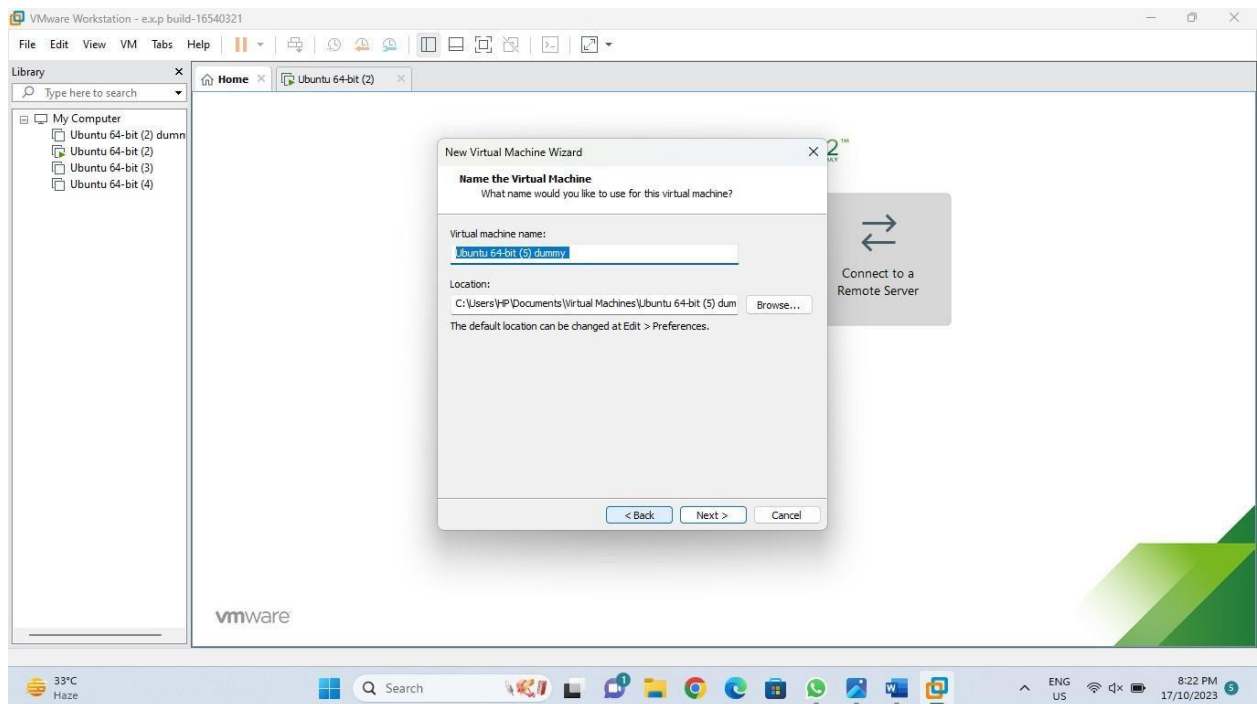 VMware Workstation - e.x.p build-16540321
File Edit View VM Tabs Help
Library
Type here to search
Home
Ubuntu 64-bit (2)
My Computer
Ubuntu 64-bit (2) dumn
Ubuntu 64-bit (2)
Ubuntu 64-bit (3)
Ubuntu 64-bit (4)
New Virtual Machine Wizard
2™
Name the Virtual Machine
What name would you like to use for this virtual machine?
Virtual machine name:
Ubuntu 64-bit (5) dummy
Location:
C:\Users\HP\Documents\Virtual Machines\Ubuntu 64-bit (5) dum
Browse...
The default location can be changed at Edit > Preferences.
< Back Next > Cancel
Connect to a
Remote Server
vmware
33°C
Haze
Search
1
ENG
US
8:22 PM
17/10/2023
5